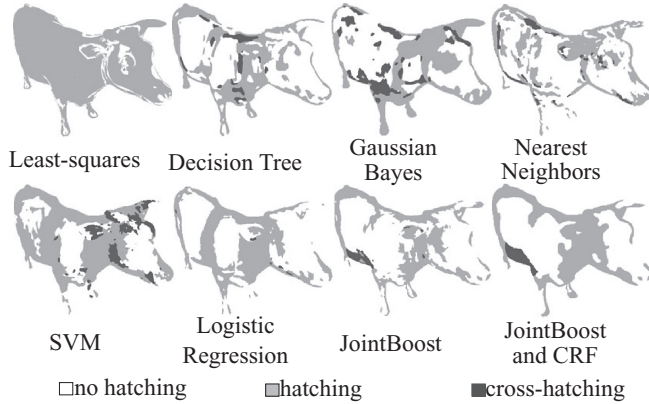 Least-squares
Decision Tree
Gaussian
Bayes
Nearest
Neighbors
SVM
Logistic
Regression
JointBoost
JointBoost
and CRF
no hatching
hatching
cross-hatching